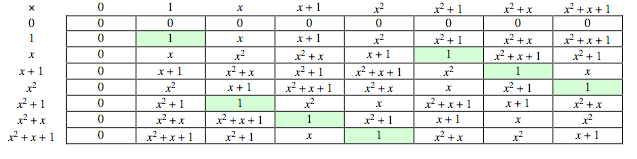 × 0 1 x x + 1 x² x² + 1 x² + x x² + x + 1
0 0 0 0 0 0 0 0 0
1 0 1 x x + 1 x² x² + 1 x² + x x² + x + 1
x 0 x x² x² + x x + 1 1 x² + x + 1 x² + 1
x + 1 0 x + 1 x² + x x² + 1 x² + x + 1 x² 1 x
x² 0 x² x + 1 x² + x + 1 x² + x x x² + 1 1
x² + 1 0 x² + 1 1 x² x x² + x + 1 x + 1 x² + x
x² + x 0 x² + x x² + x + 1 1 x² + 1 x + 1 x x²
x² + x + 1 0 x² + x + 1 x² + 1 x 1 x² + x x² x + 1